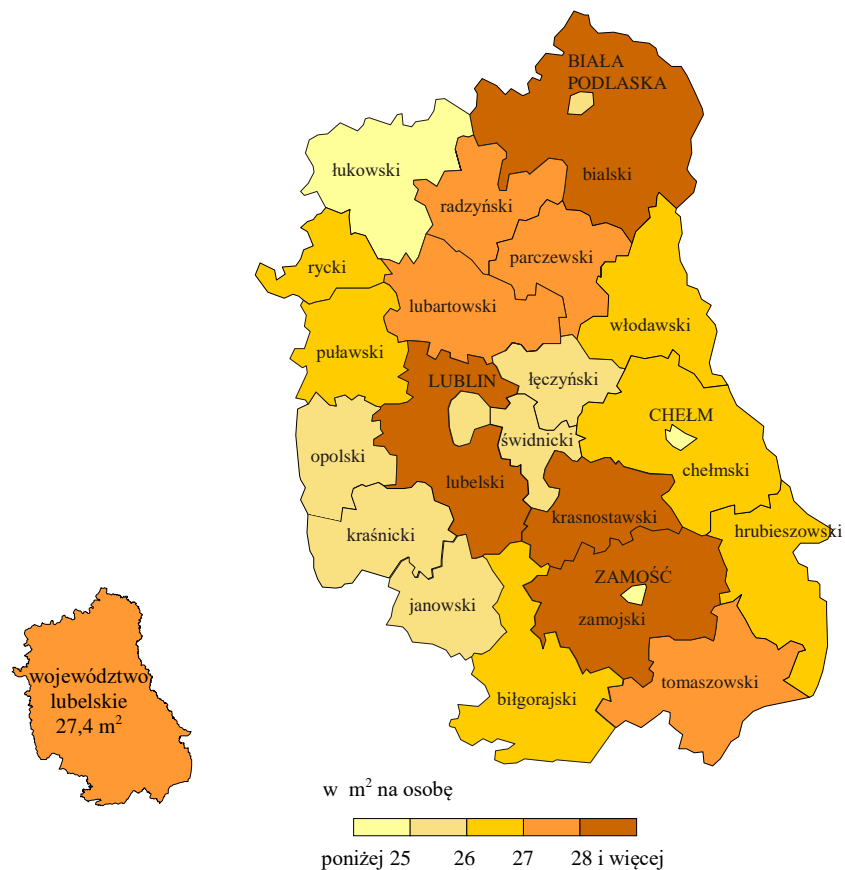 BIAŁA
PODLASKA
łukowski
bialski
radzyński
parczewski
rycki
lubartowski
włodawski
puławski
łęczyński
LUBLIN
CHEŁM
świdnicki
opolski
chełmski
lubelski
krasnostawski
hrubieszowski
kraśnicki
ZAMOŚĆ
janowski
zamojski
tomaszowski
biłgorajski
województwo
lubelskie
27,4 m²
w m² na osobę
poniżej 25 26 27 28 i więcej